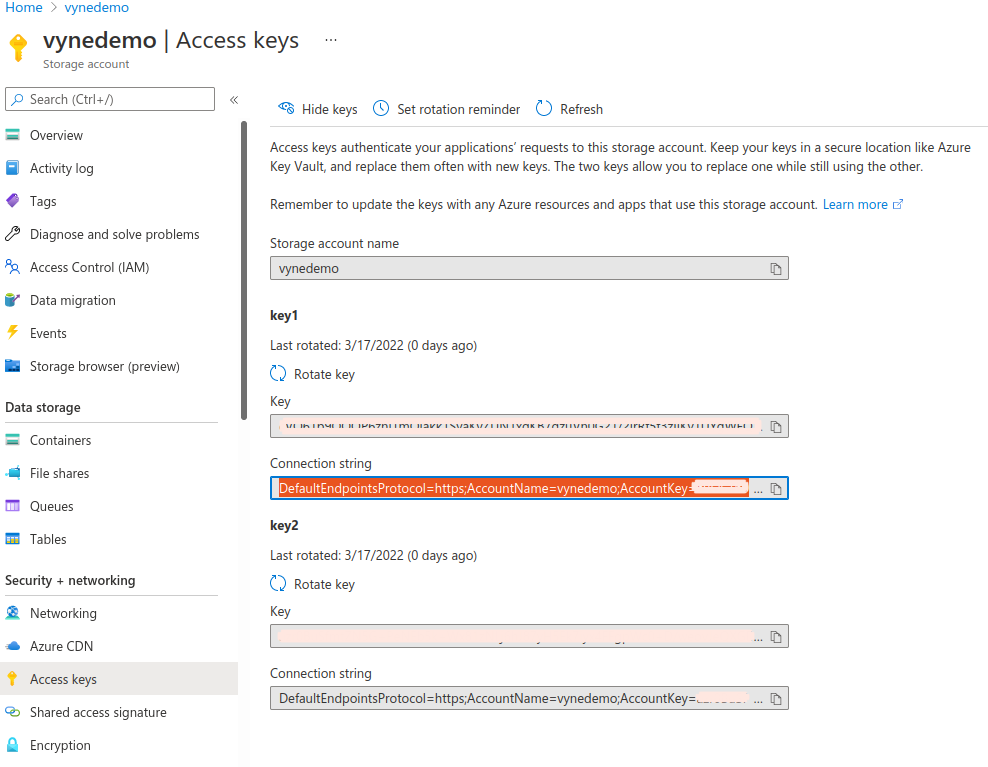 Home > vynedemo
vynedemo | Access keys ...
Storage account
Search (Ctrl+/)
«
Hide keys
Set rotation reminder
Refresh
Overview
Activity log
Tags
Diagnose and solve problems
Access Control (IAM)
Data migration
Events
Storage browser (preview)
Data storage
Containers
File shares
Queues
Tables
Security + networking
Networking
Azure CDN
Access keys
Shared access signature
Encryption
Access keys authenticate your applications’ requests to this storage account. Keep your keys in a secure location like Azure
Key Vault, and replace them often with new keys. The two keys allow you to replace one while still using the other.
Remember to update the keys with any Azure resources and apps that use this storage account. Learn more
Storage account name
vynedemo
key1
Last rotated: 3/17/2022 (0 days ago)
Rotate key
Key
Connection string
DefaultEndpointsProtocol=https;AccountName=vynedemo;AccountKey= ...
key2
Last rotated: 3/17/2022 (0 days ago)
Rotate key
Key
...
Connection string
DefaultEndpointsProtocol=https;AccountName=vynedemo;AccountKey= ...